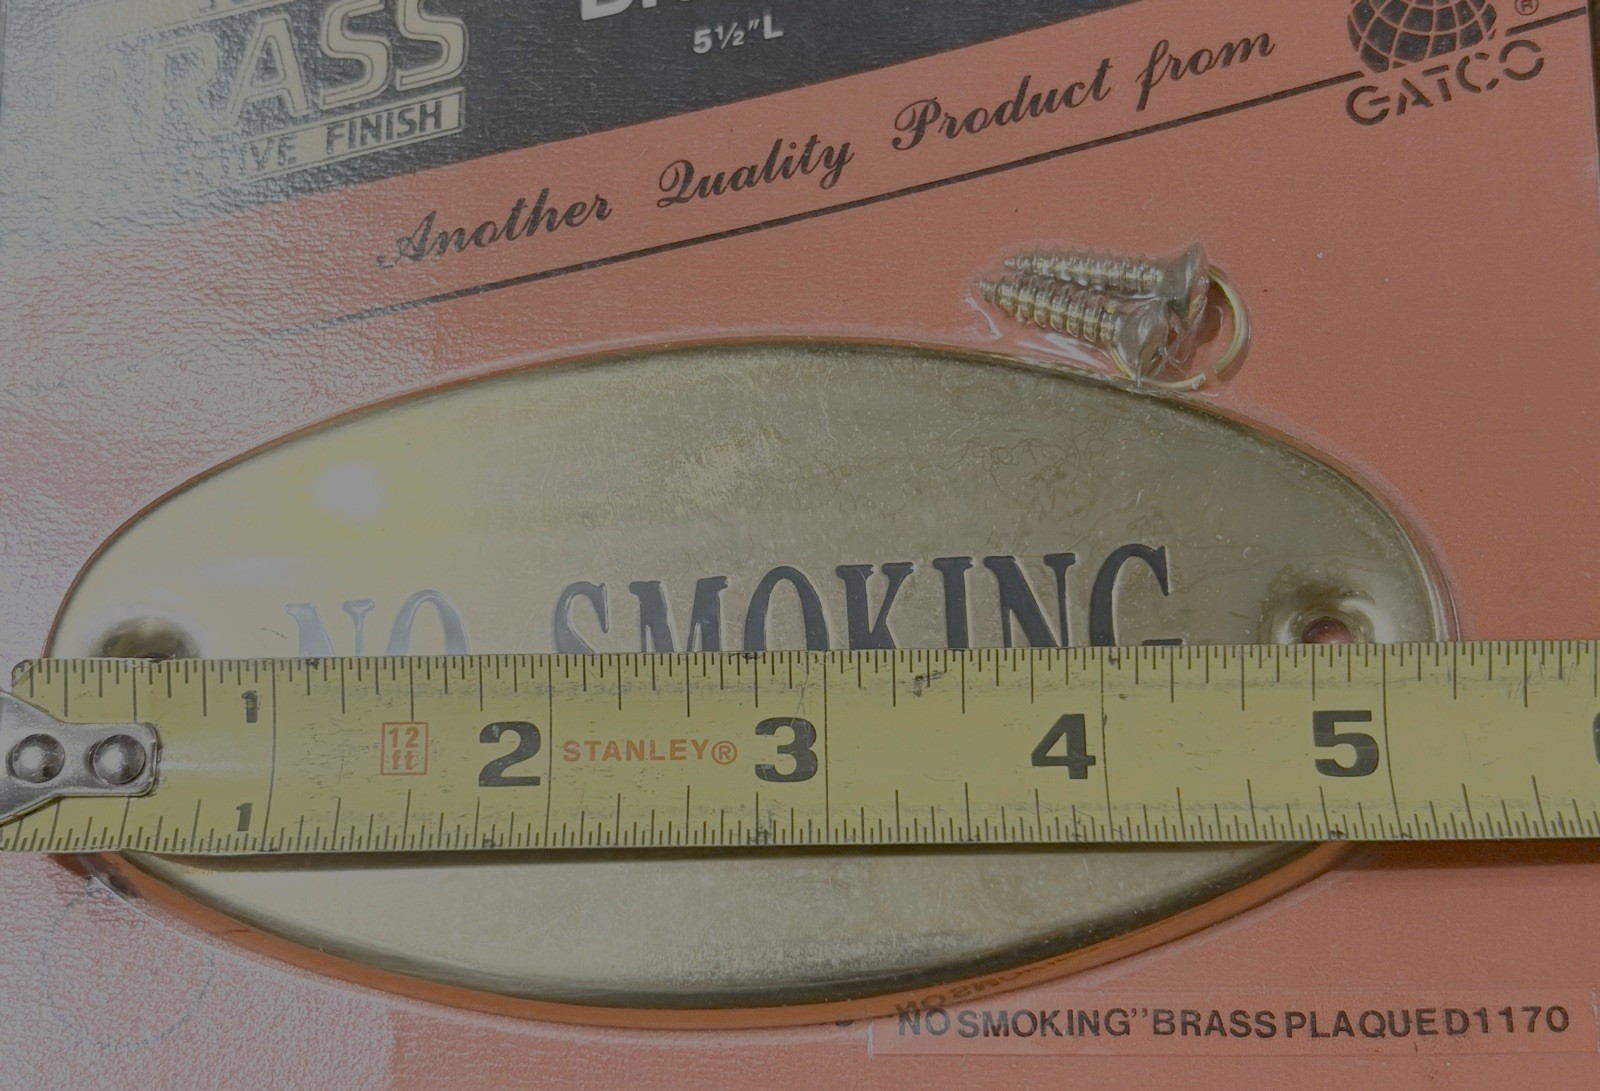 RASS
FINISH
5½"L
Another Quality Product from
GATCO
®
NO SMOKING
1 2 3 4 5
12
ft
STANLEY®
1
"NO SMOKING" BRASS PLAQUE D1170